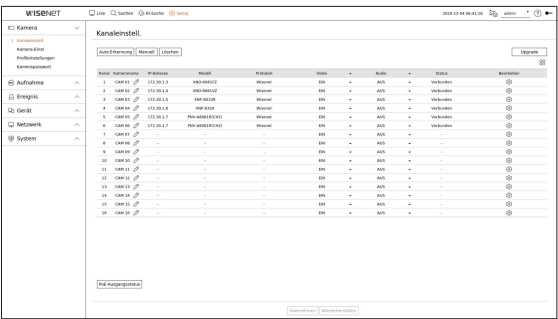 WISENET Live Suchen KI-Suche Setup 2020-12-04 06:41:16 admin
Kamera
Kanaleinstell.
Kamera-Einst
Profileinstellungen
Kamerapasswort
Aufnahme
Ereignis
Gerät
Netzwerk
System
Kanaleinstell.
Auto-Erkennung Manuell Löschen Upgrade
Kanal Kameraname IP-Adresse Modell Protokoll Video Audio Status Bearbeiten
1 CAM 01 172.30.1.3 XND-8081FZ Wisenet EIN AUS Verbunden
2 CAM 02 172.30.1.4 XND-8081VZ Wisenet EIN AUS Verbunden
3 CAM 03 172.30.1.5 XNF-8010R Wisenet EIN AUS Verbunden
4 CAM 04 172.30.1.6 XNP-6320 Wisenet EIN AUS Verbunden
5 CAM 05 172.30.1.7 PNV-A9081R(CH1) Wisenet EIN AUS Verbunden
6 CAM 06 172.30.1.7 PNV-A9081R(CH2) Wisenet EIN AUS Verbunden
7 CAM 07 - - - EIN AUS -
8 CAM 08 - - - EIN AUS -
9 CAM 09 - - - EIN AUS -
10 CAM 10 - - - EIN AUS -
11 CAM 11 - - - EIN AUS -
12 CAM 12 - - - EIN AUS -
13 CAM 13 - - - EIN AUS -
14 CAM 14 - - - EIN AUS -
15 CAM 15 - - - EIN AUS -
16 CAM 16 - - - EIN AUS -
PoE-Ausgangsstatus
Übernehmen Wiederherstellen